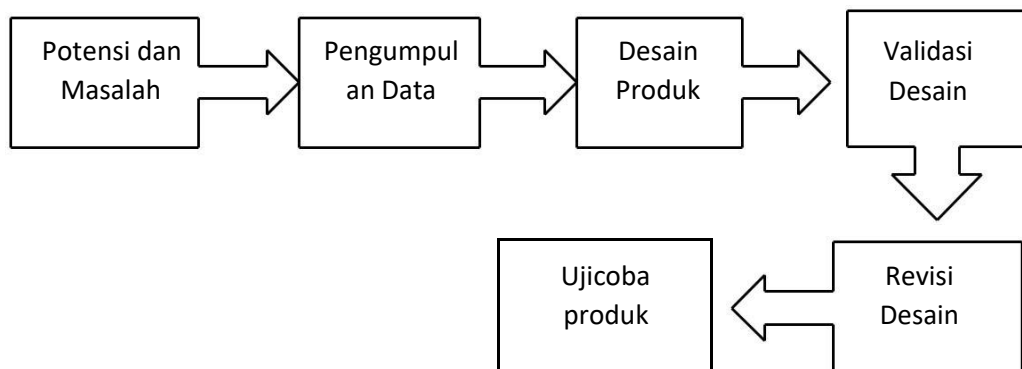 Potensi dan
Masalah
Pengumpul
an Data
Desain
Produk
Validasi
Desain
Revisi
Desain
Ujicoba
produk